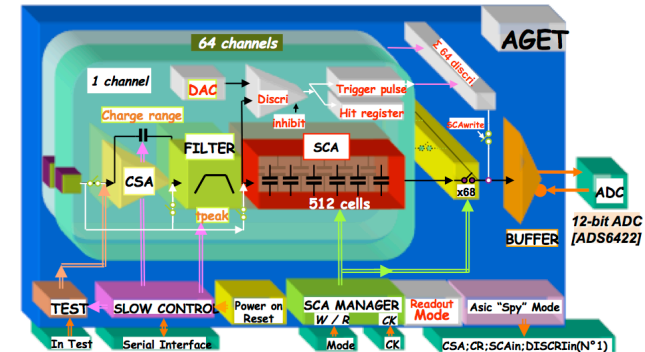 AGET
64 channels
Σ 64 discri
1 channel
DAC
Discri
Trigger pulse
Hit register
inhibit
Charge range
SCAwrite
FILTER
SCA
CSA
tpeak
512 cells
x68
BUFFER
ADC
12-bit ADC
[ADS6422]
TEST
SLOW CONTROL
Power on
Reset
SCA MANAGER
W / R
CK
Readout
Mode
Asic "Spy" Mode
In Test
Serial Interface
Mode
CK
CSA;CR;SCAin;DISCRIin(N°1)